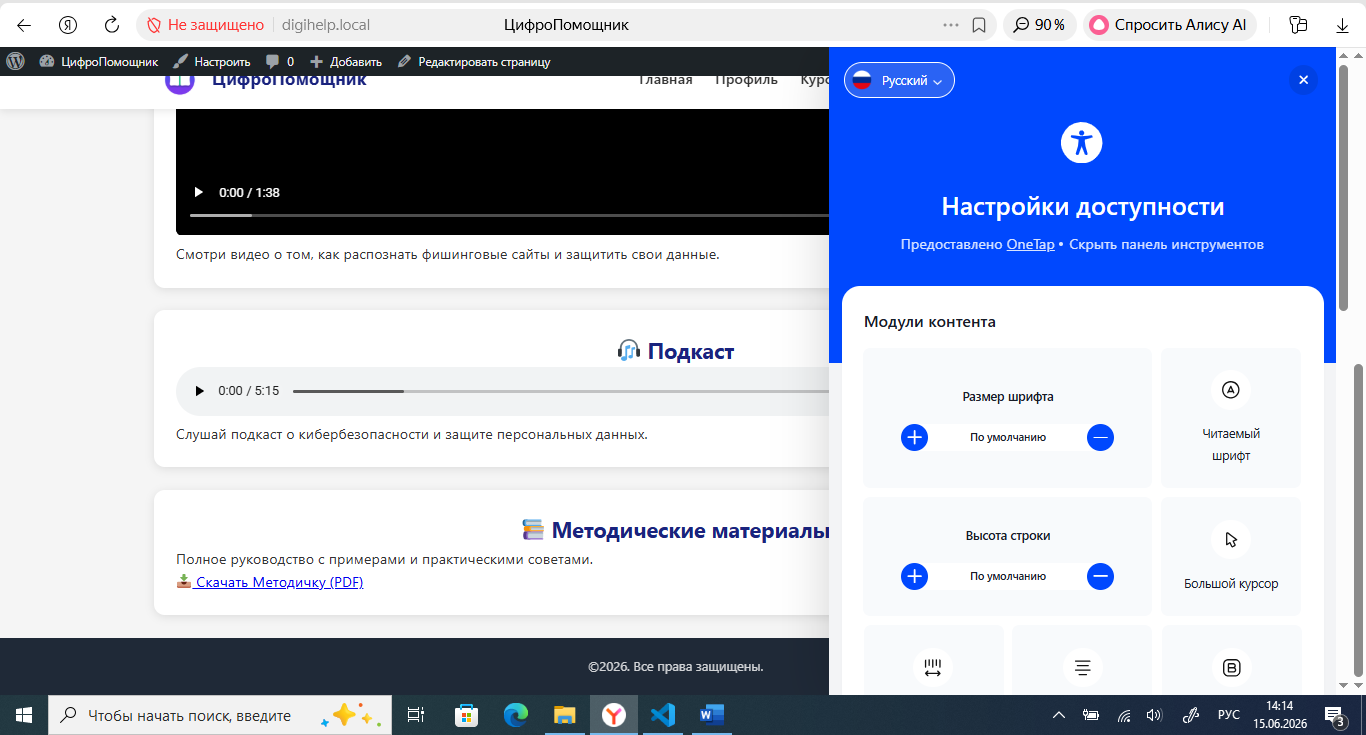 Не защищено
digihelp.local
ЦифроПомощник
90 %
Спросить Алису AI
ЦифроПомощник
Настроить
0
Добавить
Редактировать страницу
ЦифроПомощник
Главная
Профиль
0:00 / 1:38
Смотри видео о том, как распознать фишинговые сайты и защитить свои данные.
Подкаст
0:00 / 5:15
Слушай подкаст о кибербезопасности и защите персональных данных.
Методические материалы
Полное руководство с примерами и практическими советами.
Скачать Методичку (PDF)
©2026. Все права защищены.
Русский
Настройки доступности
Предоставлено OneTap • Скрыть панель инструментов
Модули контента
Размер шрифта
По умолчанию
Читаемый
шрифт
Высота строки
По умолчанию
Большой курсор
Чтобы начать поиск, введите
РУС
14:14
15.06.2026
3